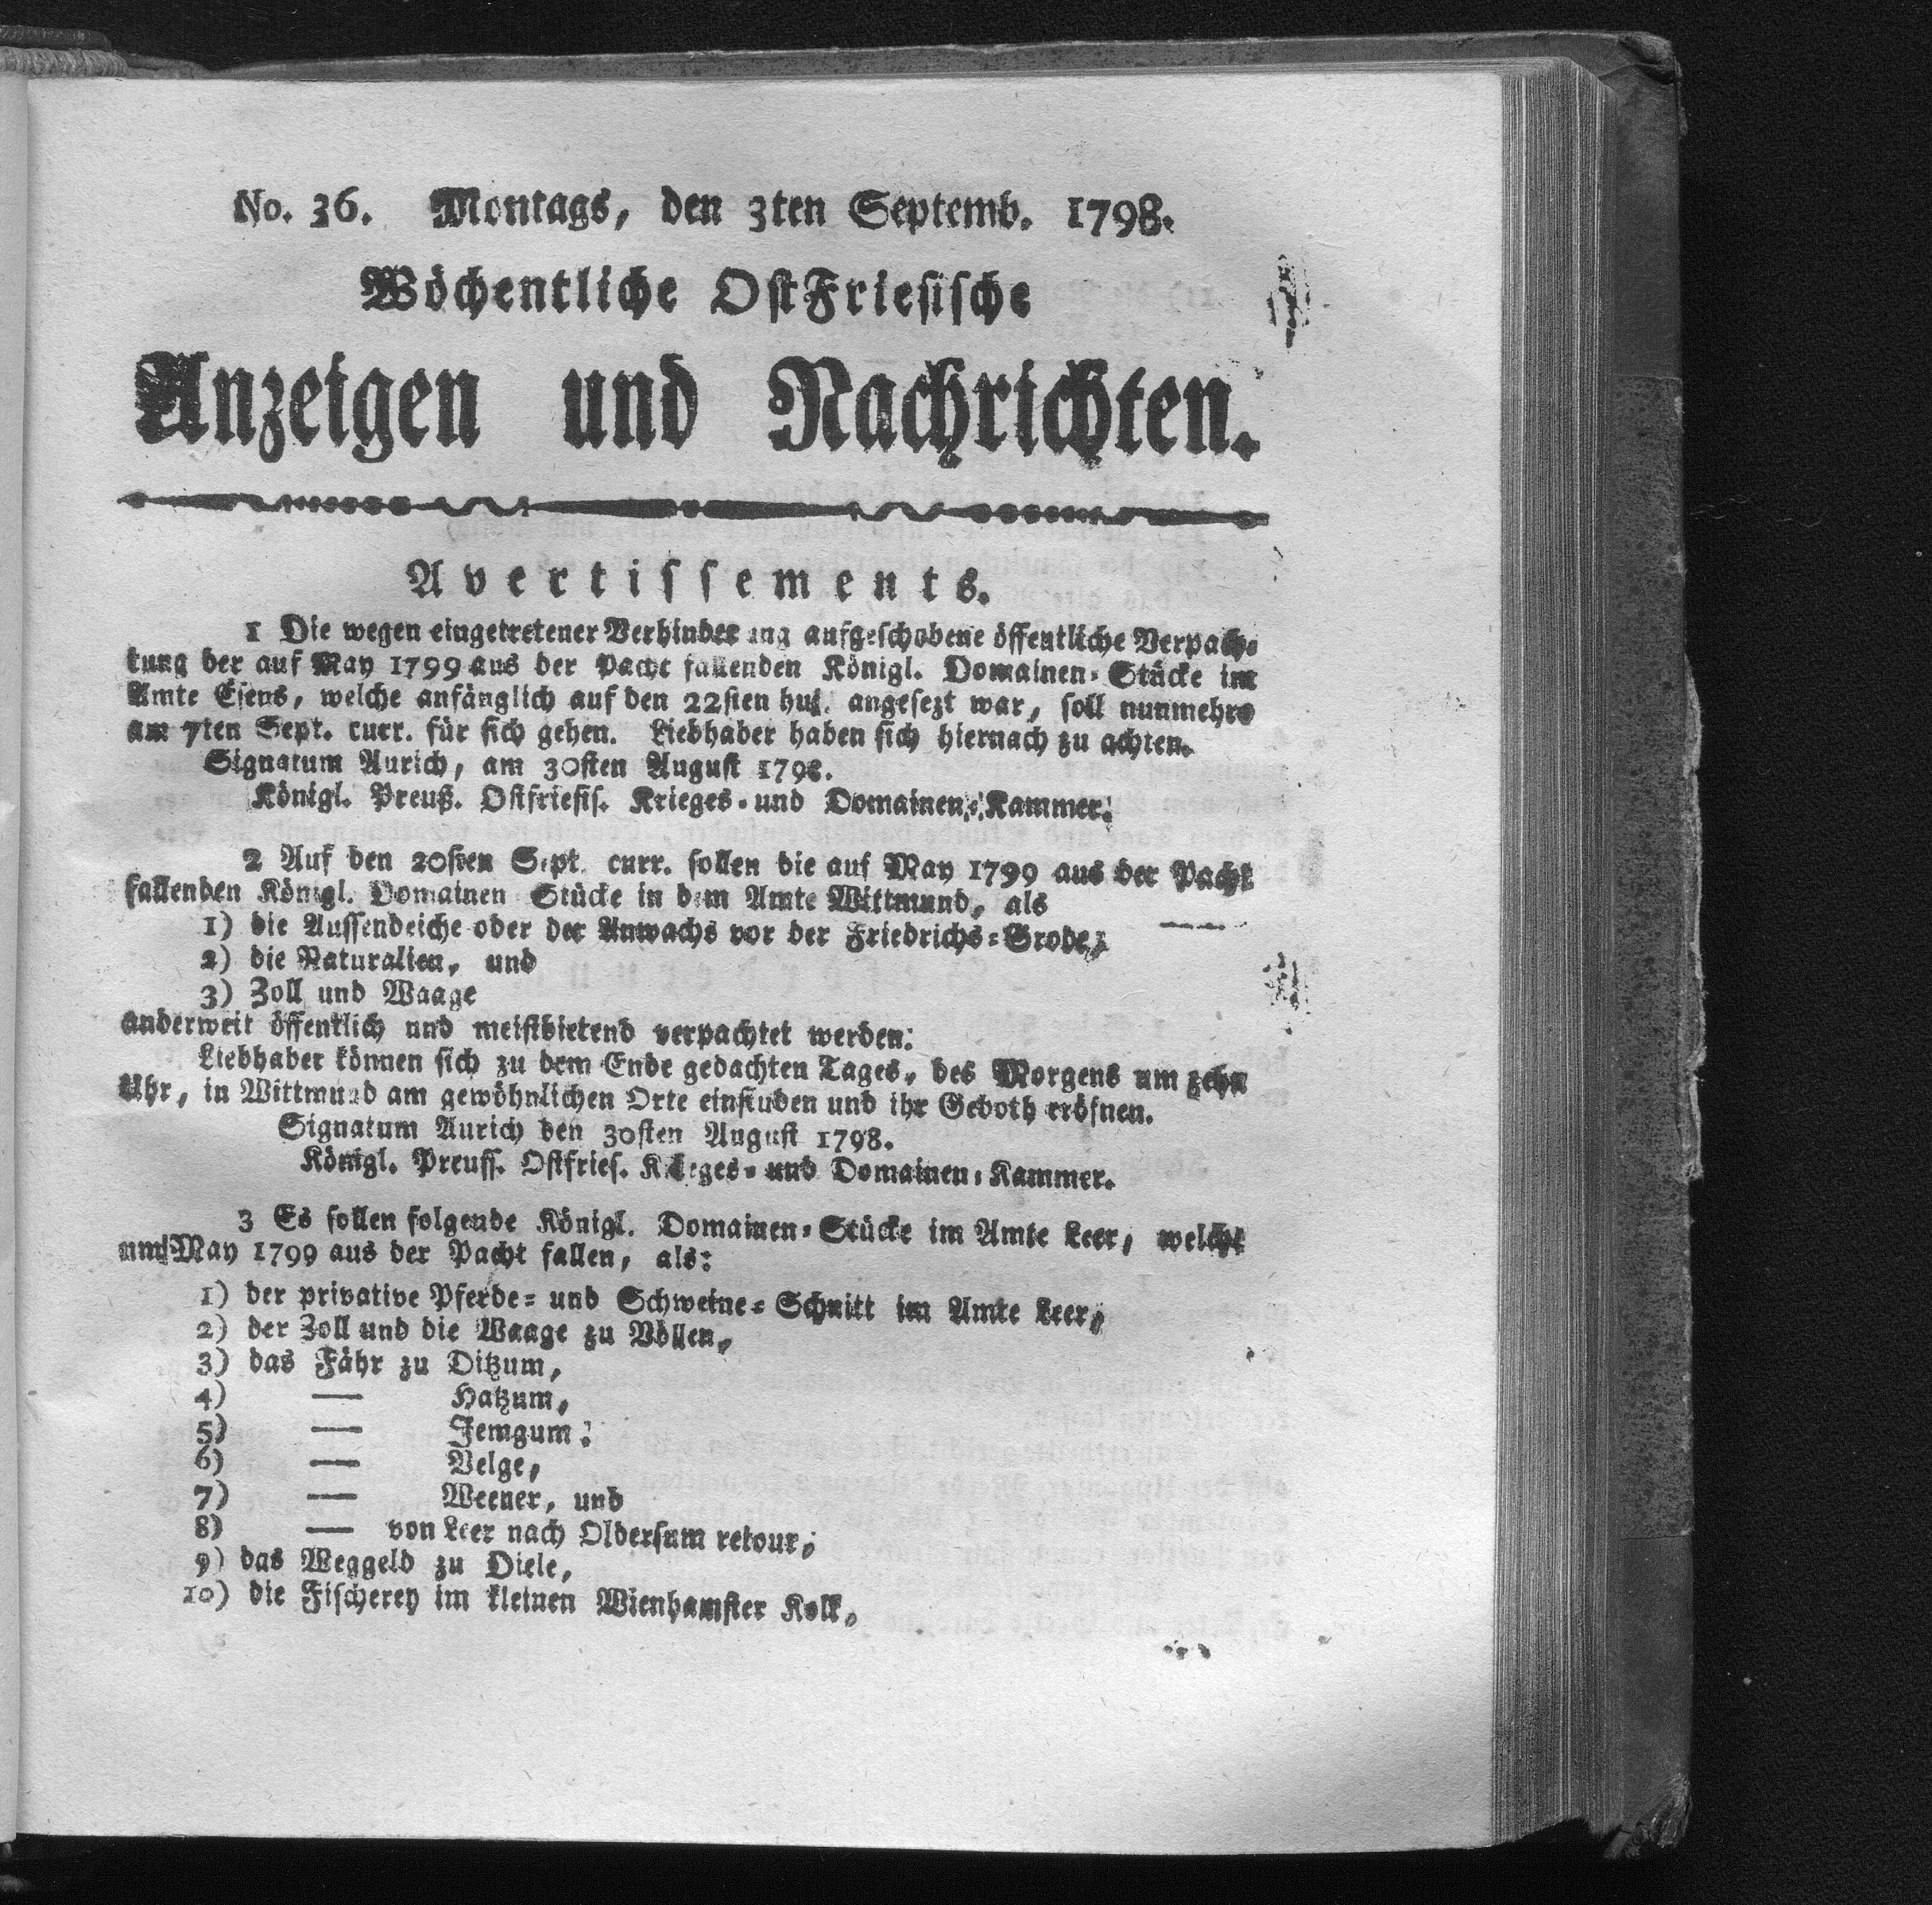 No. 36. Montags, den 3ten Septemb. 1798.
Wöchentliche OstFriesische
Anzeigen und Nachrichten.
Avertissements.
1 Die wegen eingetretener Verhinderung aufgeschobene öffentliche Verpach-
tung der auf May 1799 aus der Pacht fallenden Königl. Domainen-Stücke im
Amte Esens, welche anfänglich auf den 22sten huj. angesezt war, soll nunmehro
am 7ten Sept. curr. für sich gehen. Liebhaber haben sich hiernach zu achten.
Signatum Aurich, am 30sten August 1798.
Königl. Preuß. Ostfriesis. Krieges- und Domainen-Kammer.
2 Auf den 20sten Sept. curr. sollen die auf May 1799 aus der Pacht
fallenden Königl. Domainen Stücke in dem Amte Wittmund, als
1) die Aussendeiche oder der Anwachs vor der Friedrichs-Grode,
2) die Naturalien, und
3) Zoll und Waage
anderweit öffentlich und meistbietend verpachtet werden.
Liebhaber können sich zu dem Ende gedachten Tages, des Morgens um zehn
Uhr, in Wittmund am gewöhnlichen Orte einfinden und ihr Geboth eröfnen.
Signatum Aurich den 30sten August 1798.
Königl. Preuss. Ostfries. Krieges- und Domainen-Kammer.
3 Es sollen folgende Königl. Domainen-Stücke im Amte Leer, welche
um May 1799 aus der Pacht fallen, als:
1) der privative Pferde- und Schweine-Schnitt im Amte Leer,
2) der Zoll und die Waage zu Völlen,
3) das Fähr zu Ditzum,
4) — Hatzum,
5) — Jemgum,
6) — Velge,
7) — Weener, und
8) — von Leer nach Oldersum retour,
9) das Weggeld zu Diele,
10) die Fischerey im kleinen Wienhamster Kolk,